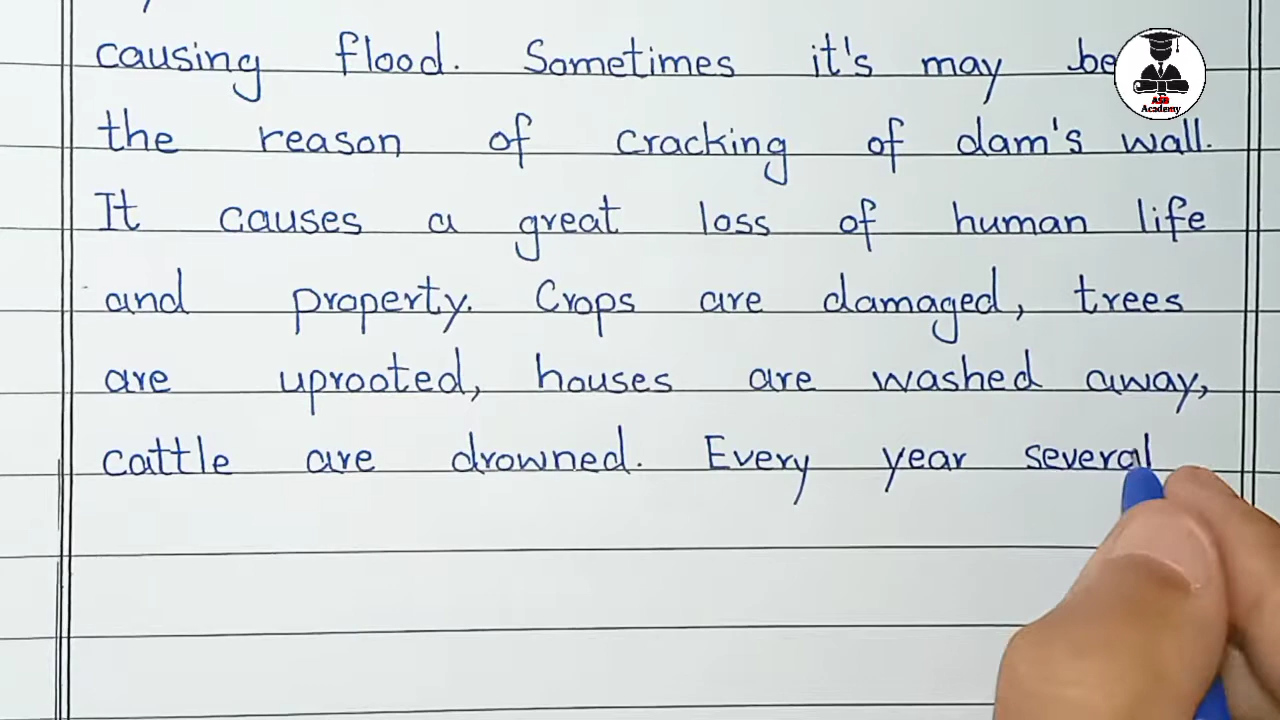 causing flood. Sometimes it's may be
the reason of cracking of dam's wall.
It causes a great loss of human life
and property. Crops are damaged, trees
are uprooted, houses are washed away,
cattle are drowned. Every year several
ASB
Academy